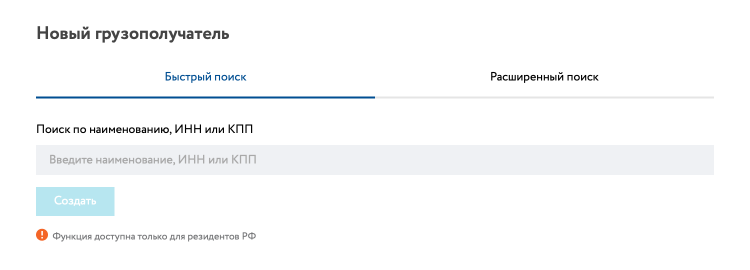 Новый грузополучатель
Быстрый поиск
Расширенный поиск
Поиск по наименованию, ИНН или КПП
Введите наименование, ИНН или КПП
Создать
Функция доступна только для резидентов РФ